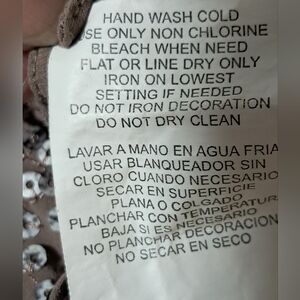 HAND WASH COLD
SE ONLY NON CHLORINE
BLEACH WHEN NEED
FLAT OR LINE DRY ONLY
IRON ON LOWEST
SETTING IF NEEDED
DO NOT IRON DECORATION
DO NOT DRY CLEAN
LAVAR A MANO EN AGUA FRIA
USAR BLANQUEADOR SIN
CLORO CUANDO NECESARIO
SECAR EN SUPERFICIE
PLANA O COLGADO
PLANCHAR CON TEMPERATUR
BAJA SI ES NECESARIO
NO PLANCHAR DECORACION
NO SECAR EN SECO